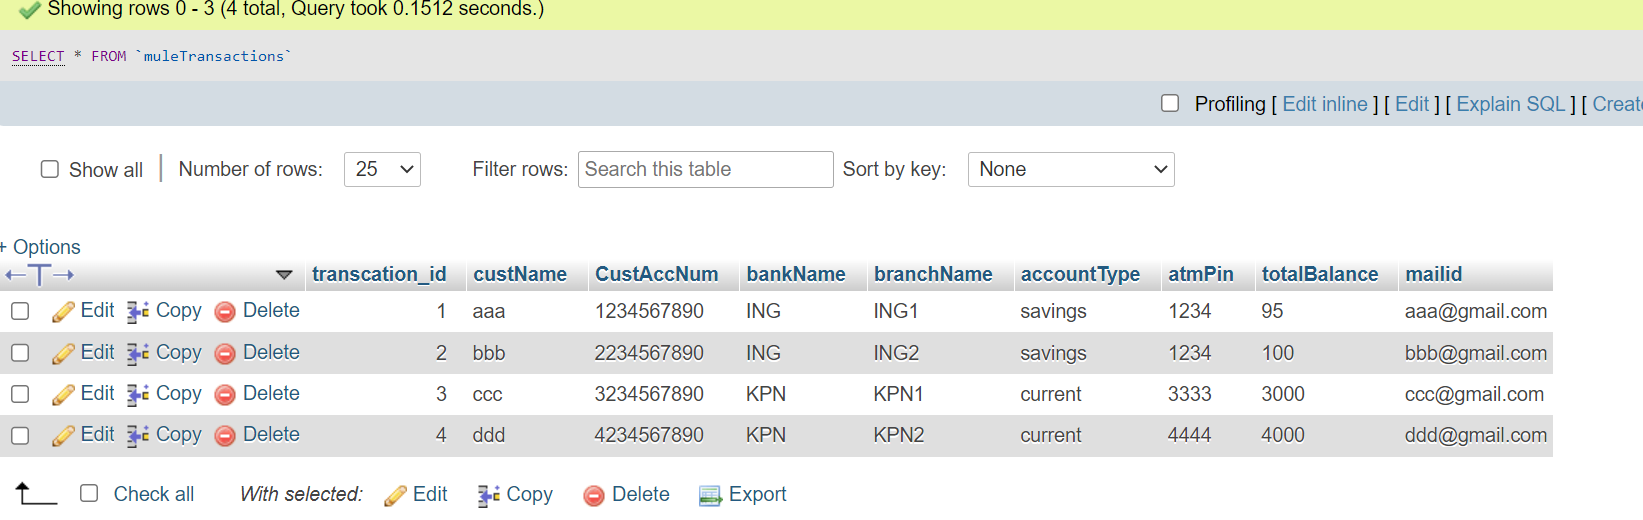 Showing rows 0 - 3 (4 total, Query took 0.1512 seconds.)
SELECT * FROM `muleTransactions`
Profiling [ Edit inline ] [ Edit ] [ Explain SQL ] [ Creat
Show all Number of rows: 25 Filter rows: Search this table Sort by key: None
+ Options
transcation_id custName CustAccNum bankName branchName accountType atmPin totalBalance mailid
Edit Copy Delete 1 aaa 1234567890 ING ING1 savings 1234 95 aaa@gmail.com
Edit Copy Delete 2 bbb 2234567890 ING ING2 savings 1234 100 bbb@gmail.com
Edit Copy Delete 3 ccc 3234567890 KPN KPN1 current 3333 3000 ccc@gmail.com
Edit Copy Delete 4 ddd 4234567890 KPN KPN2 current 4444 4000 ddd@gmail.com
Check all With selected: Edit Copy Delete Export